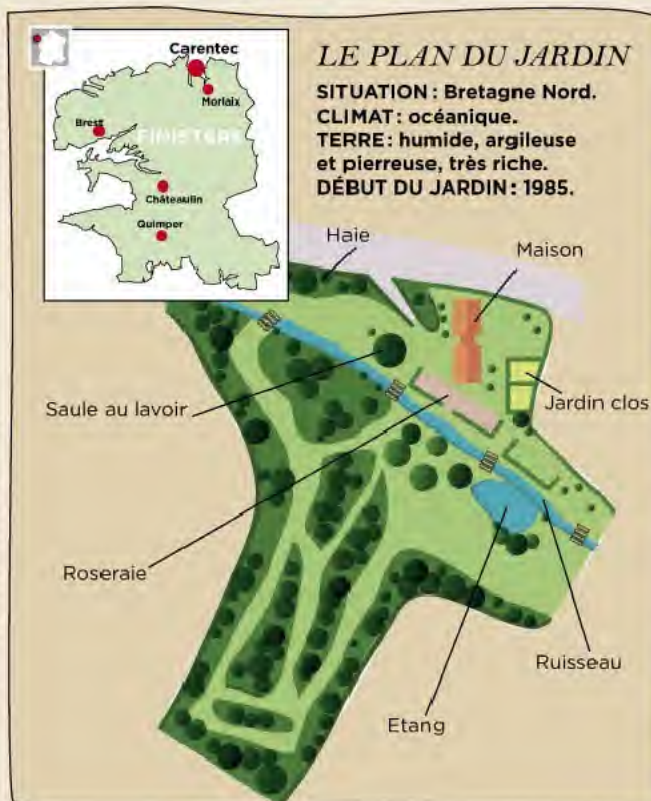 Carentec
Morlaix
Brest
FINISTERE
Châteaulin
Quimper
LE PLAN DU JARDIN
SITUATION : Bretagne Nord.
CLIMAT : océanique.
TERRE : humide, argileuse
et pierreuse, très riche.
DÉBUT DU JARDIN : 1985.
Haie
Maison
Saule au lavoir
Jardin clos
Roseraie
Ruisseau
Etang